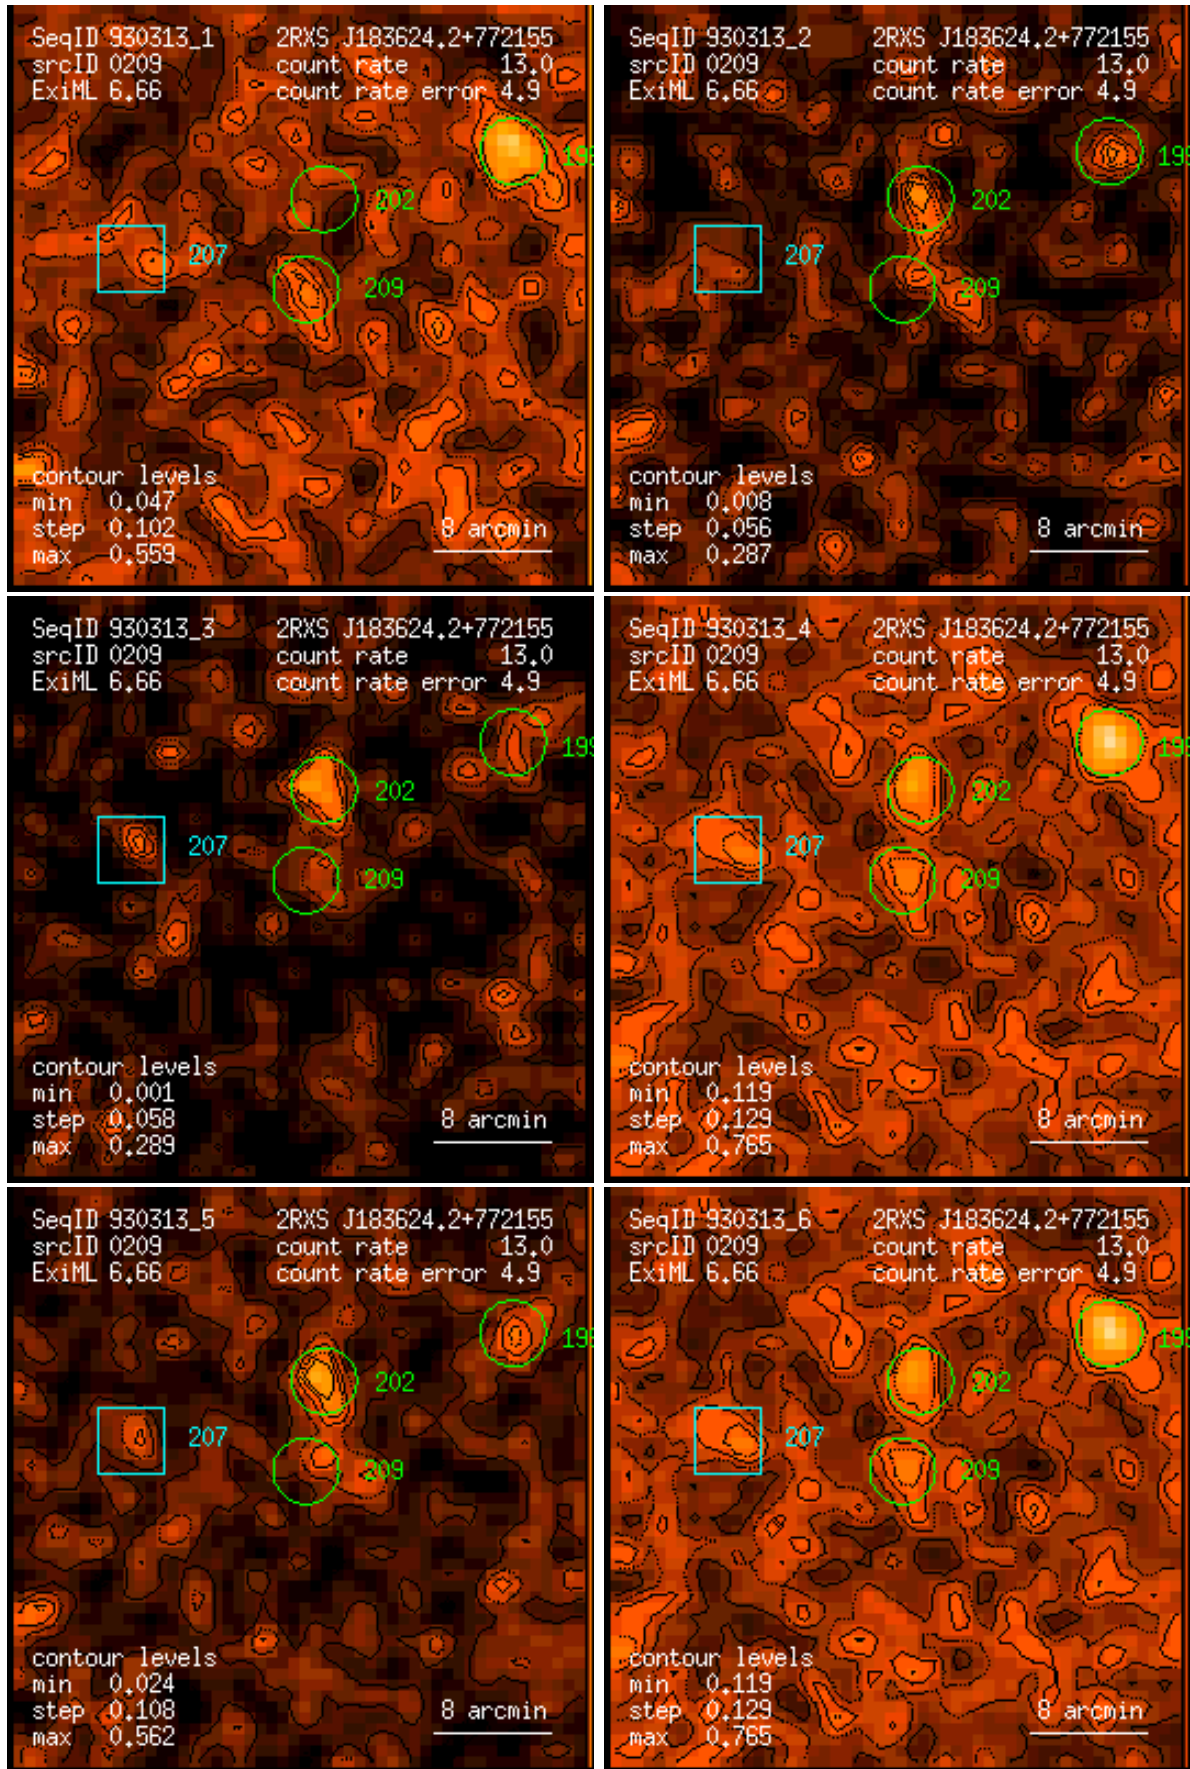 SeqID 930313_1 2RXS J183624.2+772155
srcID 0209 count rate 13.0
ExiML 6.66 count rate error 4.9
202
207
209
contour levels
min 0.047
step 0.102
max 0.559
8 arcmin
SeqID 930313_2 2RXS J183624.2+772155
srcID 0209 count rate 13.0
ExiML 6.66 count rate error 4.9
202
207
209
contour levels
min 0.008
step 0.056
max 0.287
8 arcmin
SeqID 930313_3 2RXS J183624.2+772155
srcID 0209 count rate 13.0
ExiML 6.66 count rate error 4.9
202
207
209
contour levels
min 0.001
step 0.058
max 0.289
8 arcmin
SeqID 930313_4 2RXS J183624.2+772155
srcID 0209 count rate 13.0
ExiML 6.66 count rate error 4.9
202
207
209
contour levels
min 0.119
step 0.129
max 0.765
8 arcmin
SeqID 930313_5 2RXS J183624.2+772155
srcID 0209 count rate 13.0
ExiML 6.66 count rate error 4.9
202
207
209
contour levels
min 0.024
step 0.108
max 0.562
8 arcmin
SeqID 930313_6 2RXS J183624.2+772155
srcID 0209 count rate 13.0
ExiML 6.66 count rate error 4.9
202
207
209
contour levels
min 0.119
step 0.129
max 0.765
8 arcmin